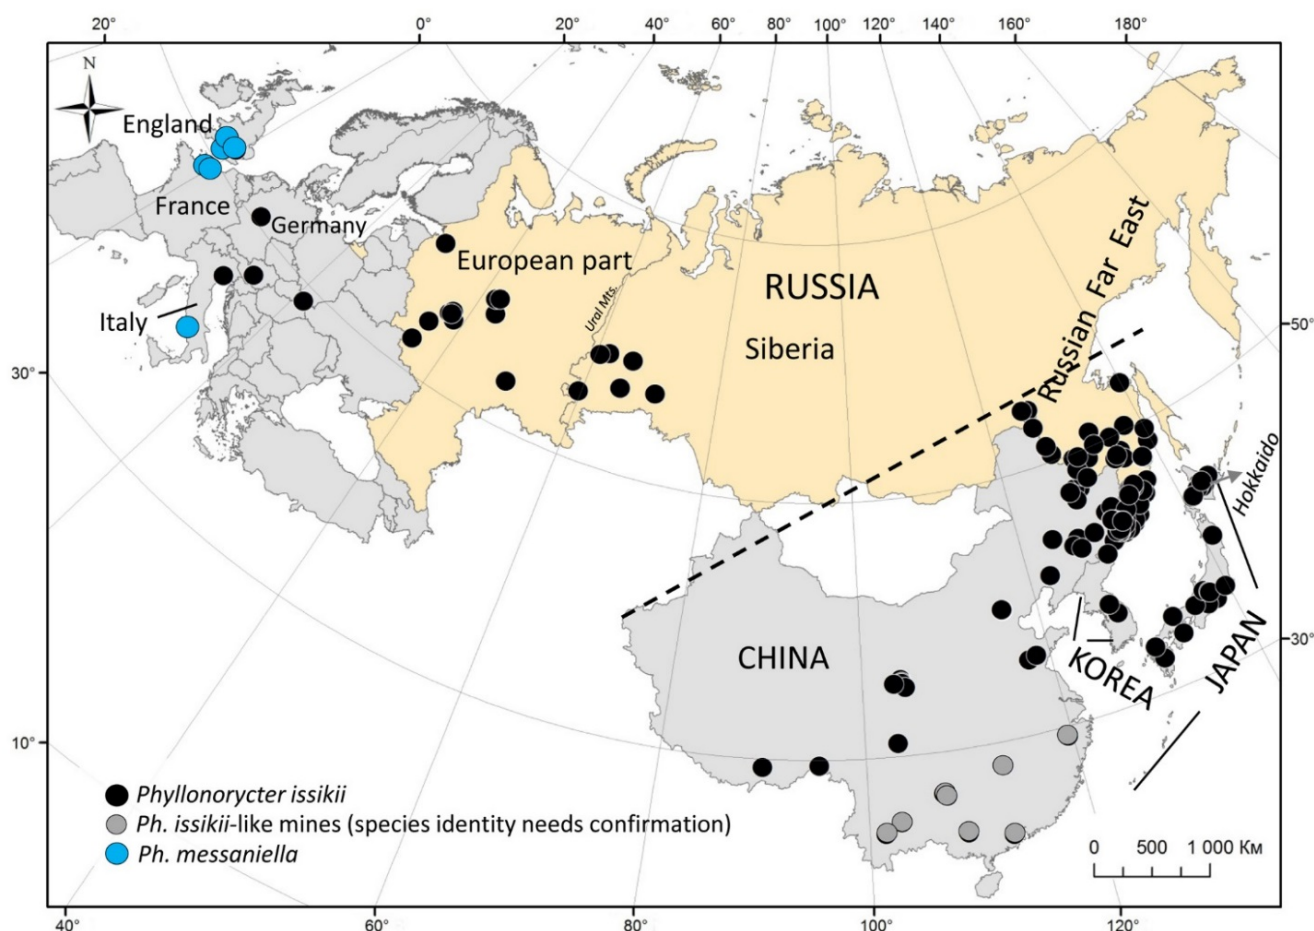 20° 0° 20° 40° 60° 80° 100° 120° 140° 160° 180°
N
England
France
Germany
European part
Ural Mts.
RUSSIA
Siberia
Russian Far East
Italy
50°
30°
Hokkaido
CHINA
KOREA
JAPAN
30°
10°
Phyllonorycter issikii
Ph. issikii-like mines (species identity needs confirmation)
Ph. messaniella
0 500 1 000 Км
40° 60° 80° 100° 120°